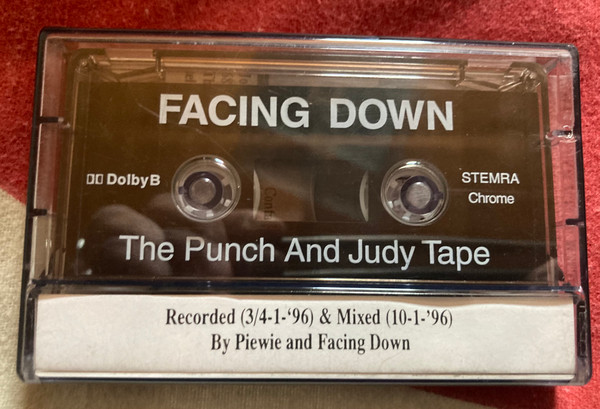 FACING DOWN
DolbyB
STEMRA
Chrome
The Punch And Judy Tape
Recorded (3/4-1-‘96) & Mixed (10-1-’96)
By Piewie and Facing Down